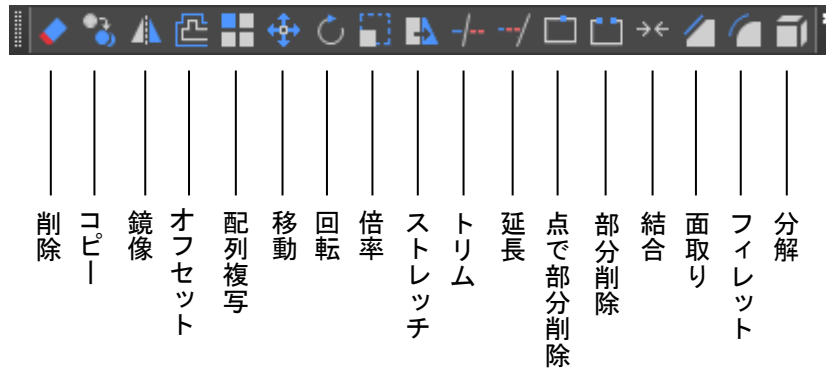 削除
コピー
鏡像
オフセット
配列複写
移動
回転
倍率
ストレッチ
トリム
延長
点で部分削除
部分削除
結合
面取り
フィレット
分解